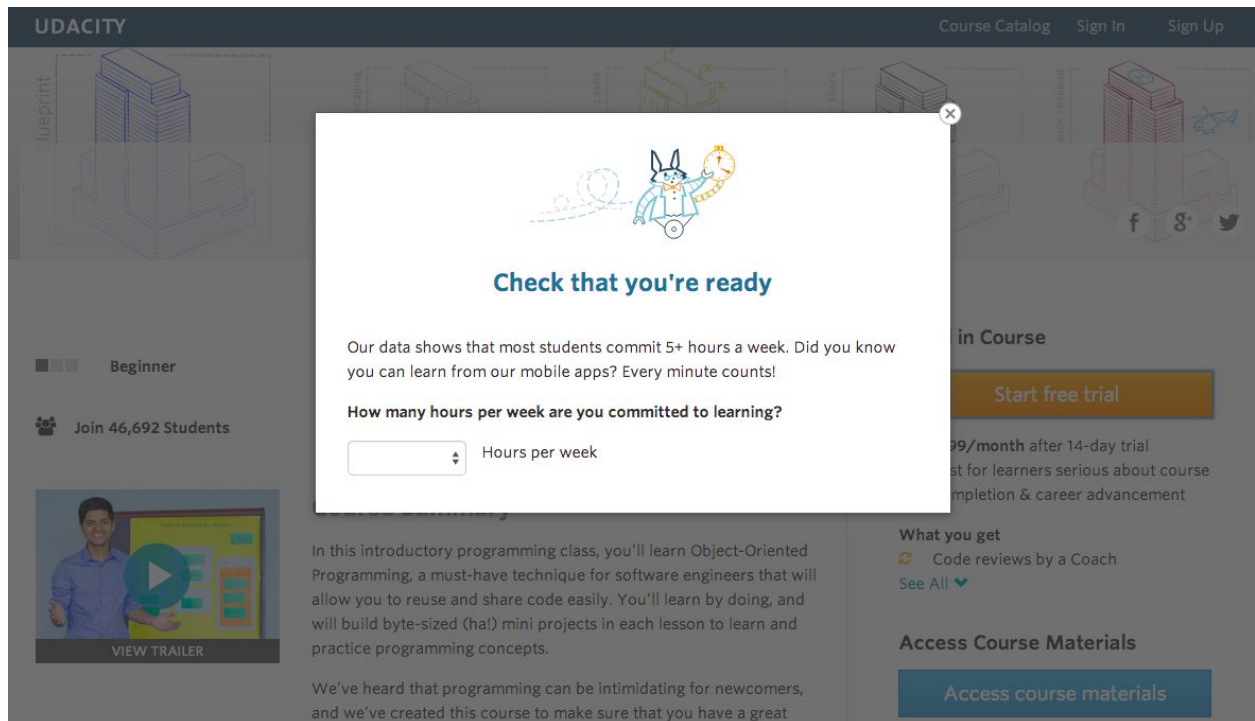 UDACITY
Course Catalog Sign In Sign Up
blueprint
castle
stairs
f 8+
Check that you're ready
Our data shows that most students commit 5+ hours a week. Did you know
you can learn from our mobile apps? Every minute counts!
How many hours per week are you committed to learning?
Hours per week
Beginner
Join 46,692 Students
VIEW TRAILER
In this introductory programming class, you'll learn Object-Oriented
Programming, a must-have technique for software engineers that will
allow you to reuse and share code easily. You'll learn by doing, and
will build byte-sized (ha!) mini projects in each lesson to learn and
practice programming concepts.
We've heard that programming can be intimidating for newcomers,
and we've created this course to make sure that you have a great
in Course
Start free trial
99/month after 14-day trial
st for learners serious about course
mpletion & career advancement
What you get
Code reviews by a Coach
See All
Access Course Materials
Access course materials